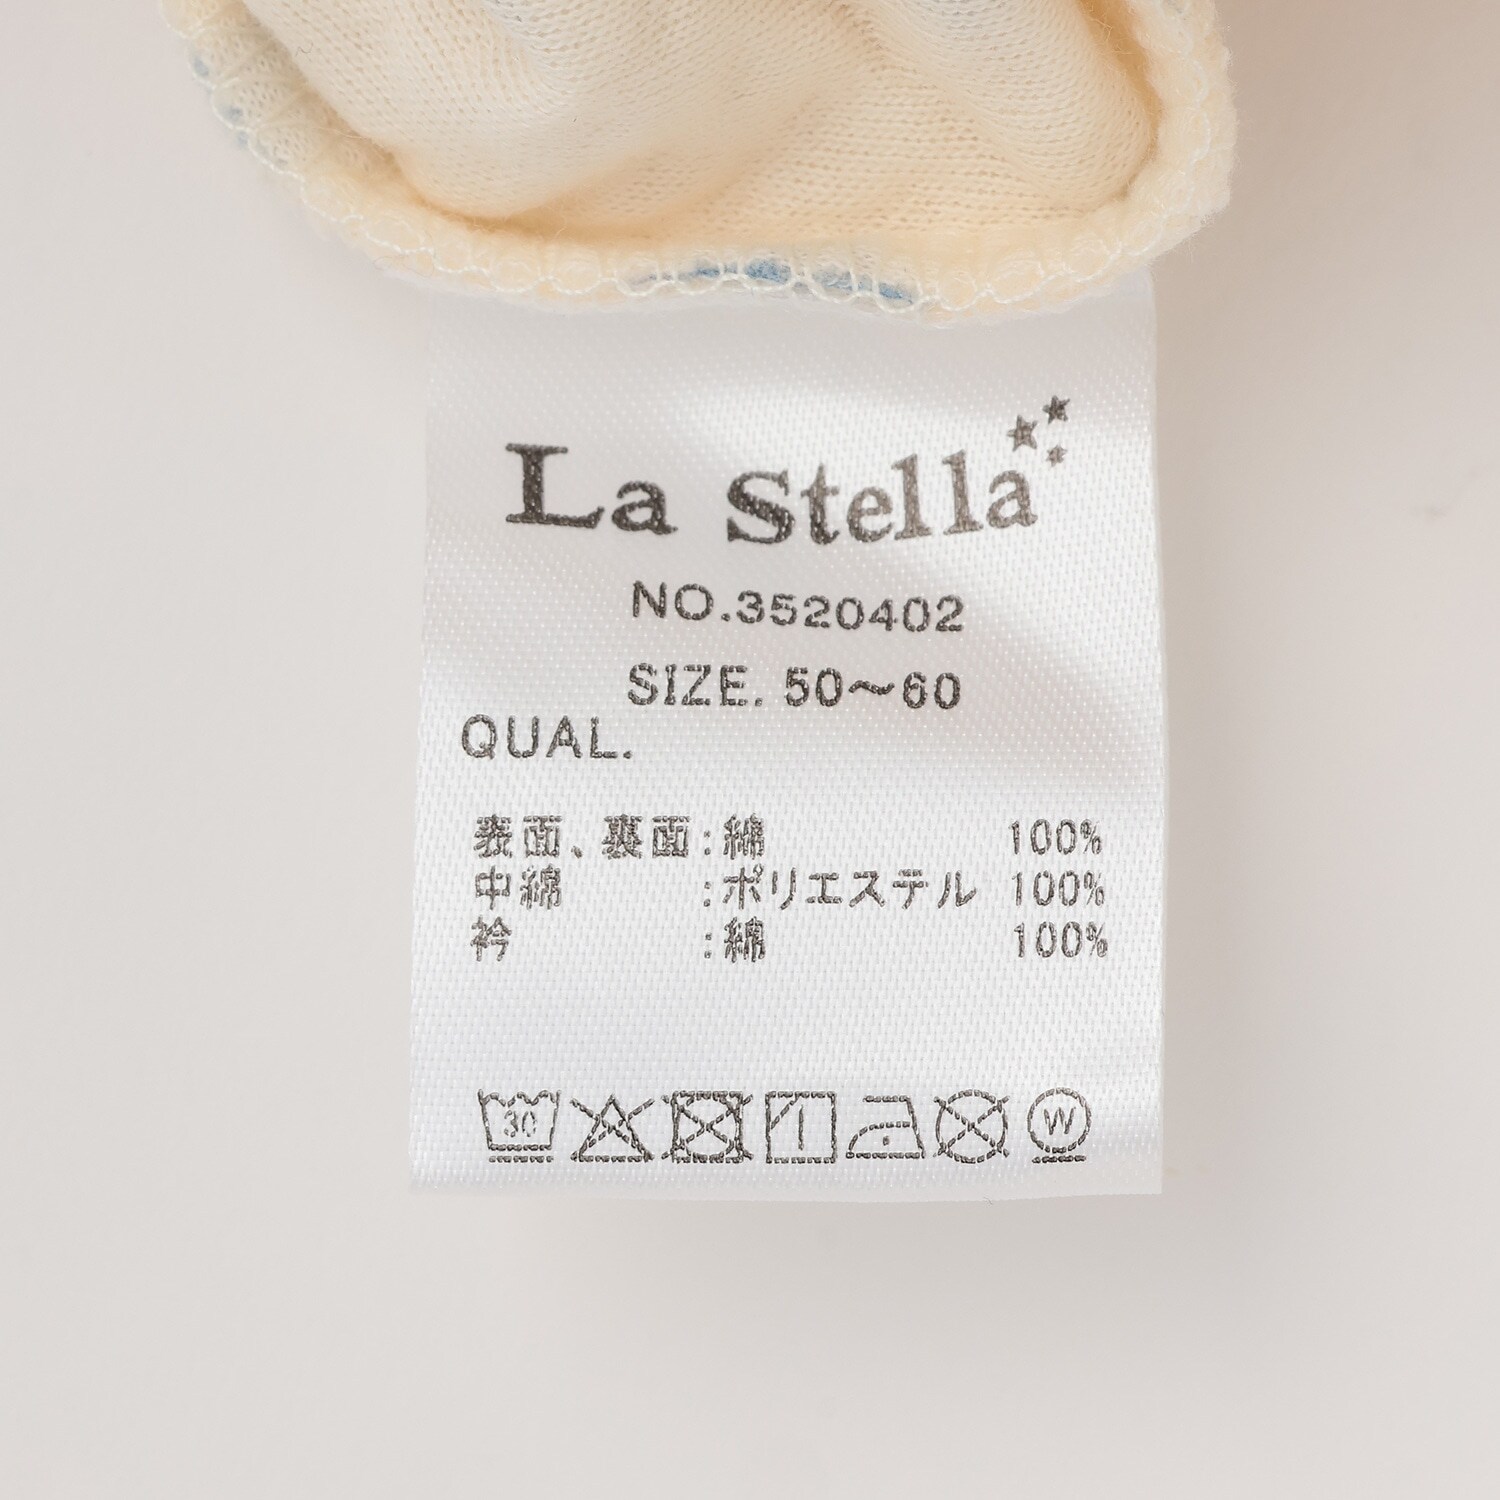 La Stella
NO.3520402
SIZE. 50～60
QUAL.
表面、裏面:綿 100%
中綿 :ポリエステル 100%
衿 :綿 100%
30 W